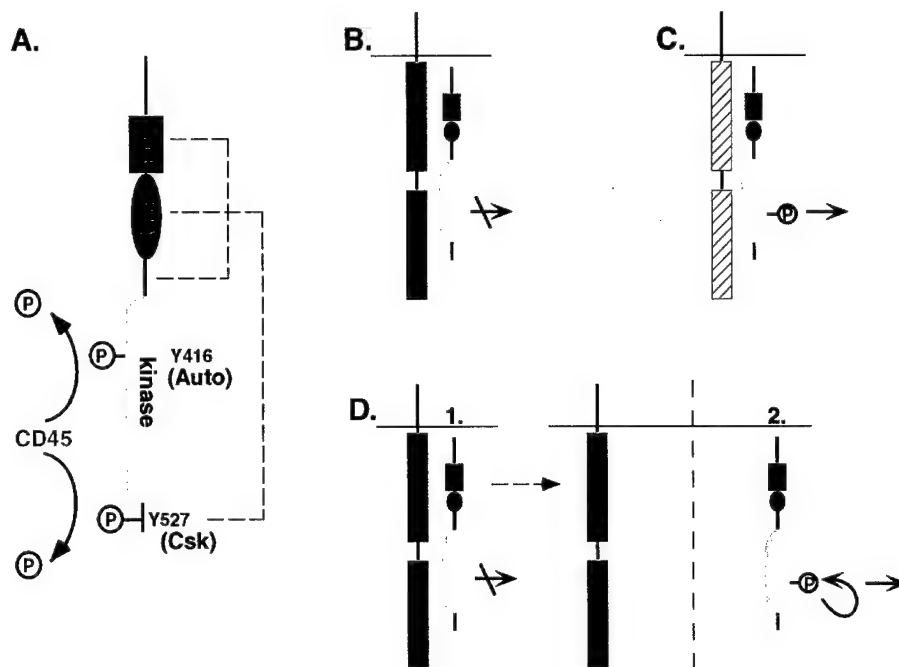 A.
B.
C.
P
P
Y416
(Auto)
kinase
CD45
P
Y527
(Csk)
P
P
D.
1.
2.
P